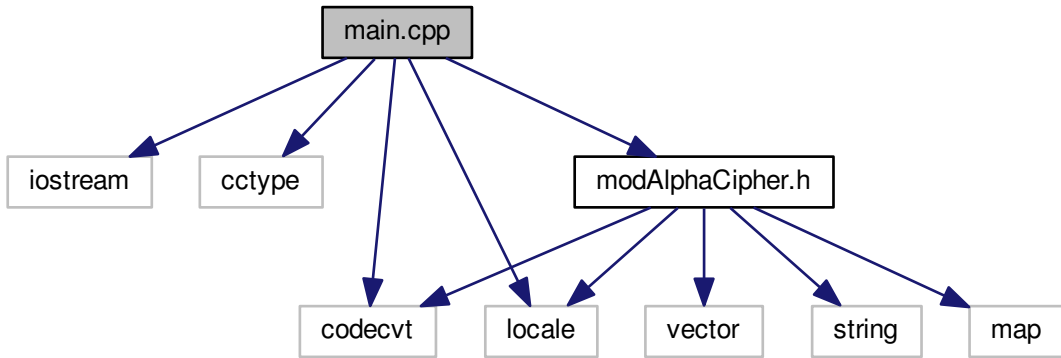 main.cpp
iostream
cctype
modAlphaCipher.h
codecvt
locale
vector
string
map